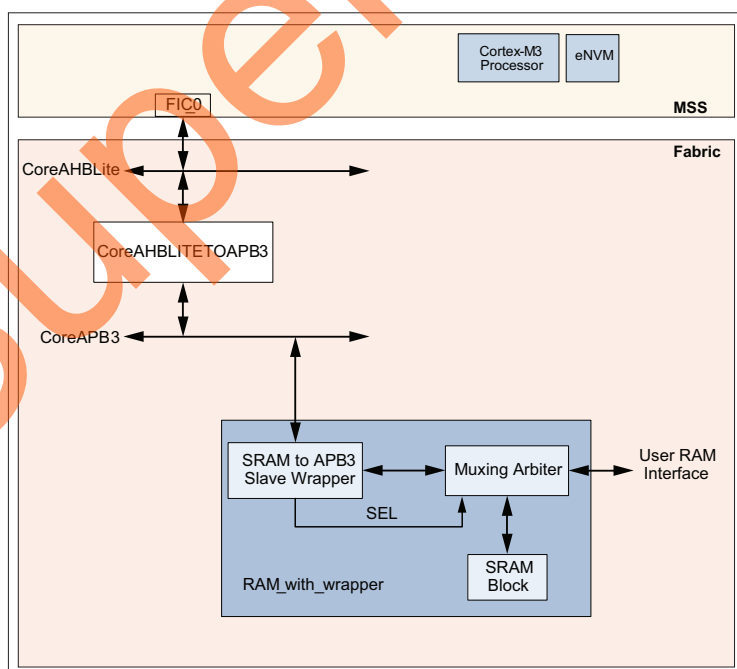 Cortex-M3
Processor
eNVM
FIC_0
MSS
Fabric
CoreAHBLite
CoreAHBLITETOAPB3
CoreAPB3
SRAM to APB3
Slave Wrapper
Muxing Arbiter
User RAM
Interface
SEL
SRAM
Block
RAM_with_wrapper